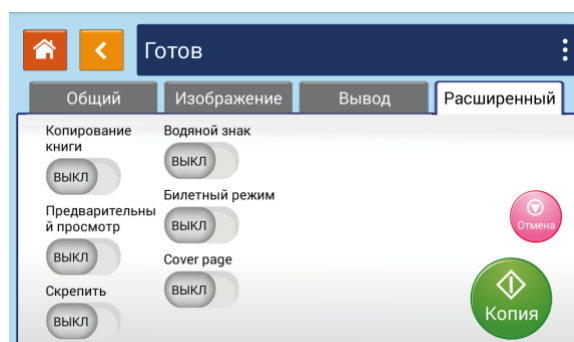 Готов
Общий
Изображение
Вывод
Расширенный
Копирование
книги
ВЫКЛ
Предварительны
й просмотр
ВЫКЛ
Скрепить
ВЫКЛ
Водяной знак
ВЫКЛ
Билетный режим
ВЫКЛ
Cover page
ВЫКЛ
Отмена
Копия